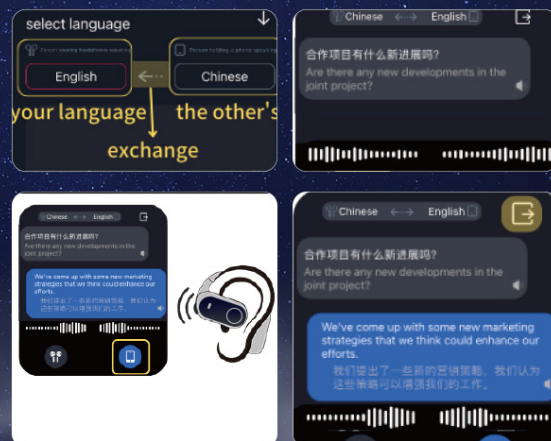 select language
Person wearing headphones speaking
Person holding a phone speaking
English
Chinese
your language
the other's
exchange
Chinese
English
合作项目有什么新进展吗?
Are there any new developments in the
joint project?
Chinese
English
合作项目有什么新进展吗?
Are there any new developments in the
joint project?
We've come up with some new marketing
strategies that we think could enhance our
efforts.
我们提出了一些新的营销策略，我们认为
这些策略可以增强我们的工作。
Chinese
English
合作项目有什么新进展吗?
Are there any new developments in the
joint project?
We've come up with some new marketing
strategies that we think could enhance our
efforts.
我们提出了一些新的营销策略，我们认为
这些策略可以增强我们的工作。